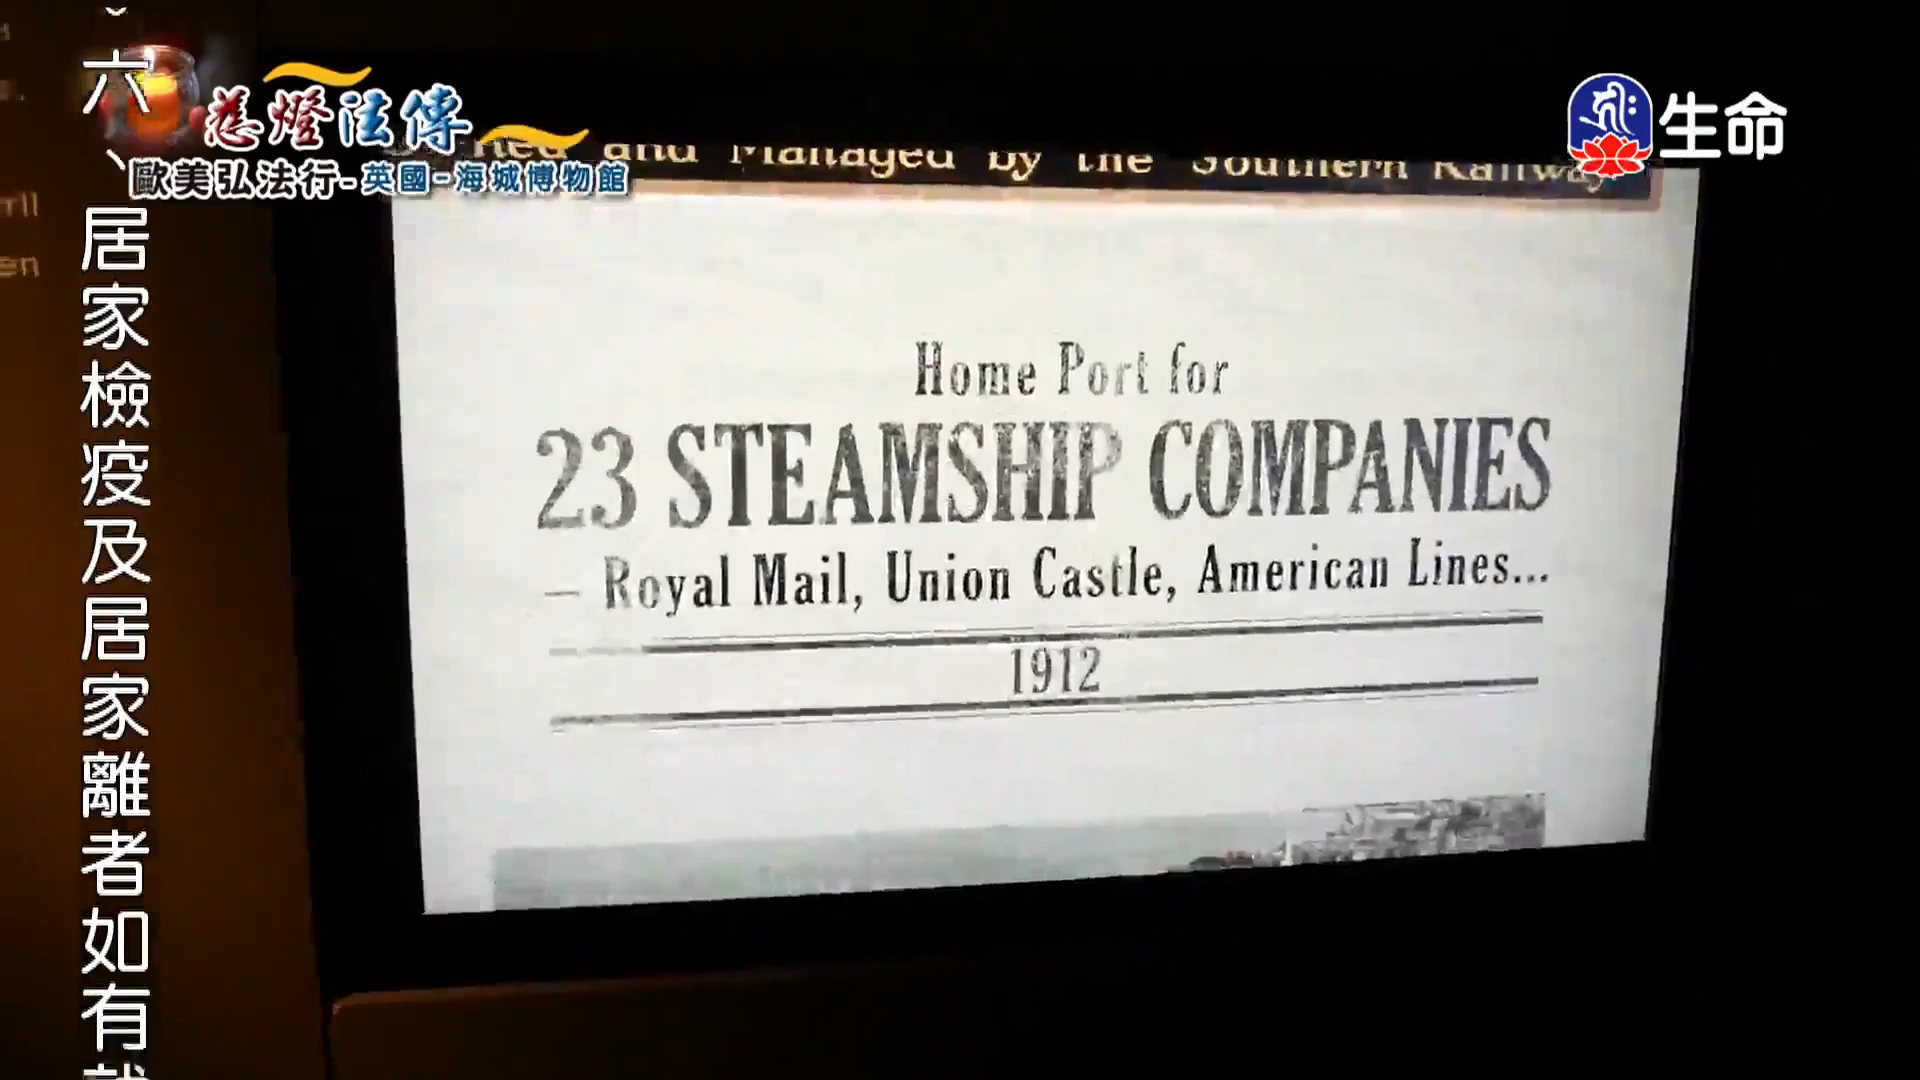 六、居家檢疫及居家離者如有
慈燈法傳
歐美弘法行-英國-海城博物館
生命
and Managed by the Southern Railway
Home Port for
23 STEAMSHIP COMPANIES
– Royal Mail, Union Castle, American Lines...
1912
en